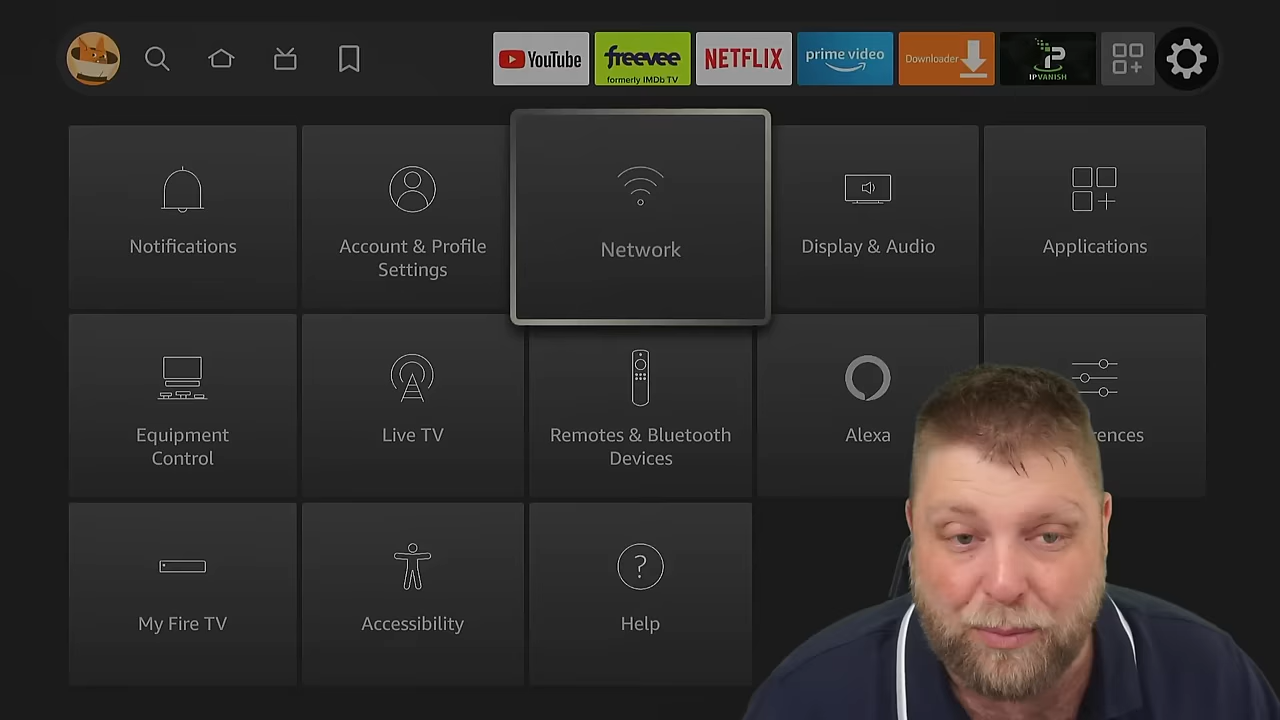 YouTube
freevee
formerly IMDb TV
NETFLIX
prime video
Downloader
IPVANISH
Notifications
Account & Profile
Settings
Network
Display & Audio
Applications
Equipment
Control
Live TV
Remotes & Bluetooth
Devices
Alexa
rences
My Fire TV
Accessibility
?
Help